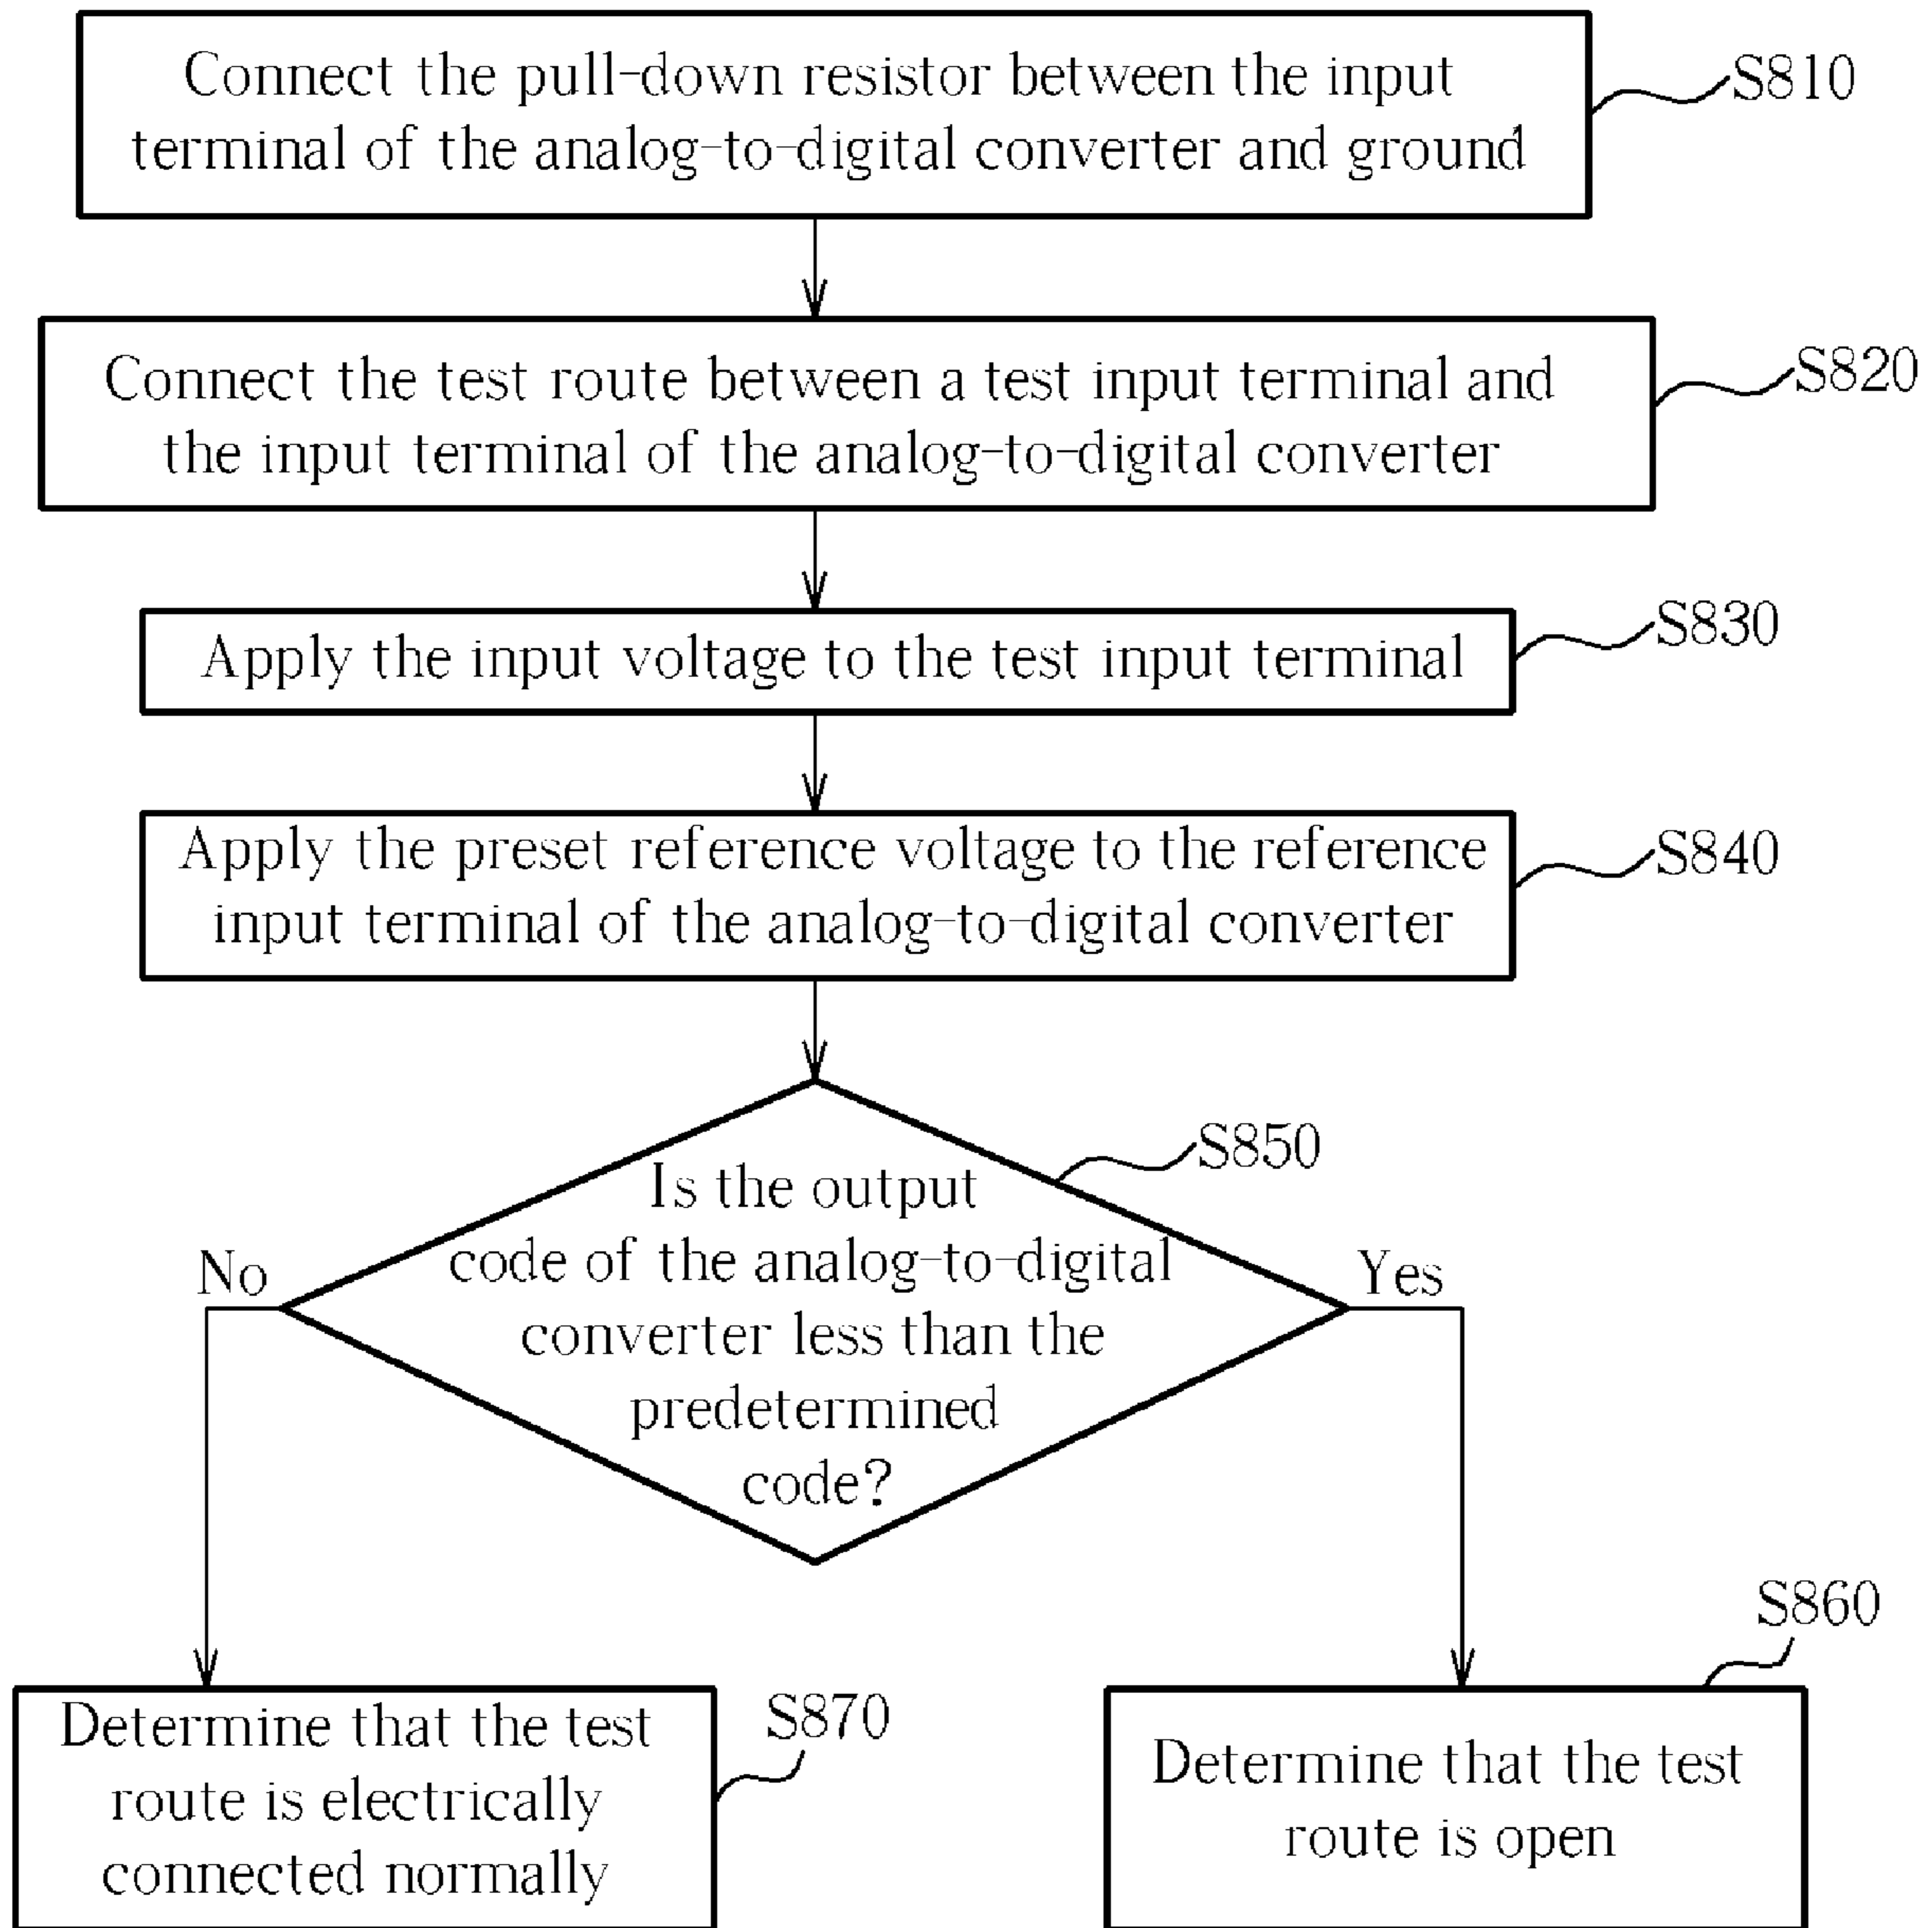 Connect the pull-down resistor between the input
terminal of the analog-to-digital converter and ground
S810
Connect the test route between a test input terminal and
the input terminal of the analog-to-digital converter
S820
Apply the input voltage to the test input terminal
S830
Apply the preset reference voltage to the reference
input terminal of the analog-to-digital converter
S840
Is the output
code of the analog-to-digital
converter less than the
predetermined
code?
S850
No
Yes
Determine that the test
route is electrically
connected normally
S870
Determine that the test
route is open
S860